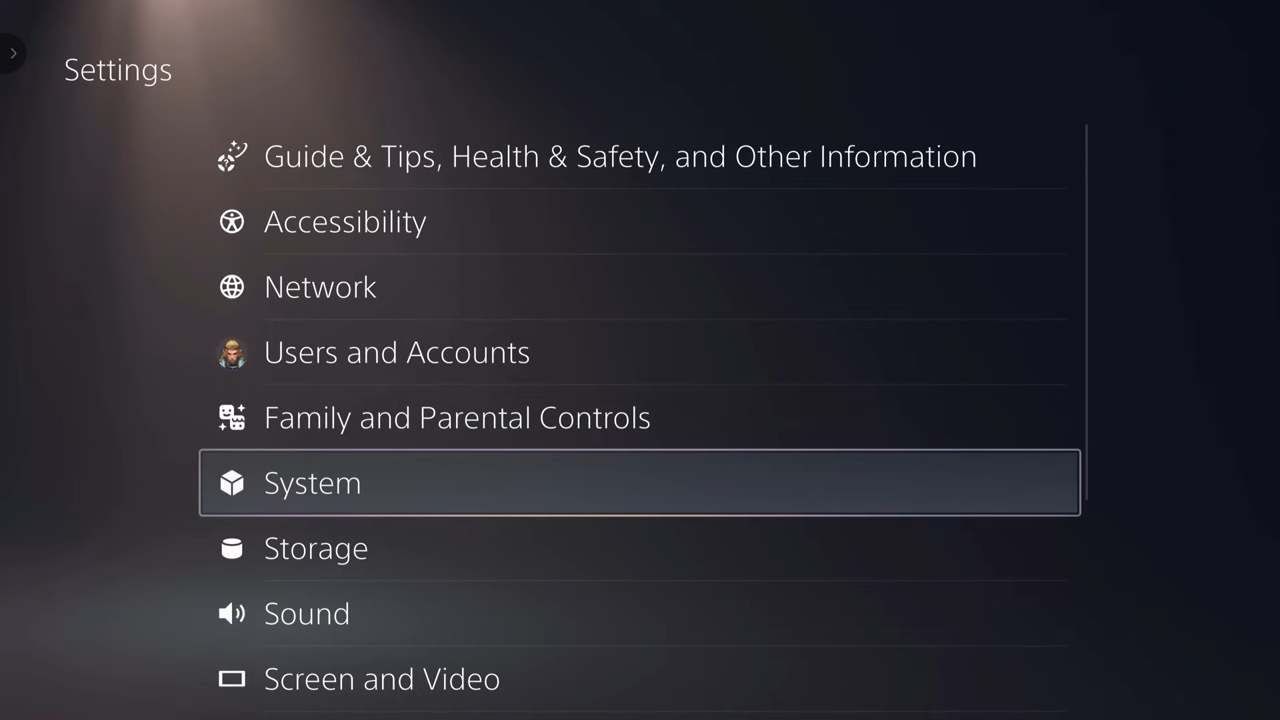 Settings
Guide & Tips, Health & Safety, and Other Information
Accessibility
Network
Users and Accounts
Family and Parental Controls
System
Storage
Sound
Screen and Video